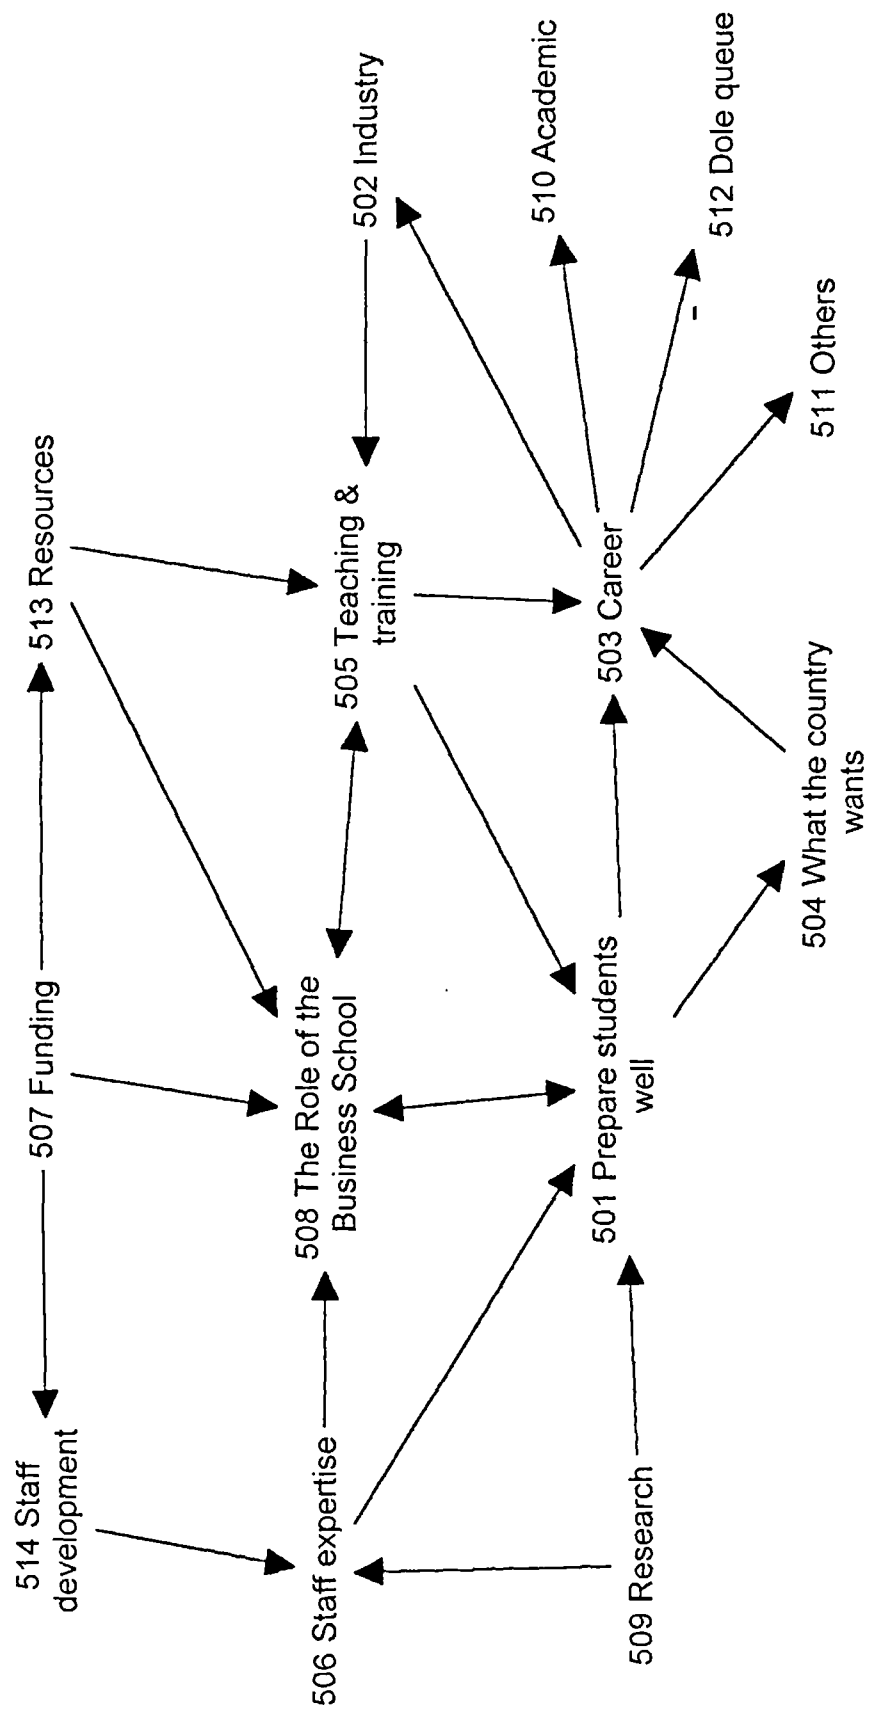 514 Staff
development
507 Funding
513 Resources
506 Staff expertise
508 The Role of the
Business School
505 Teaching &
training
502 Industry
509 Research
501 Prepare students
well
503 Career
510 Academic
-
512 Dole queue
504 What the country
wants
511 Others